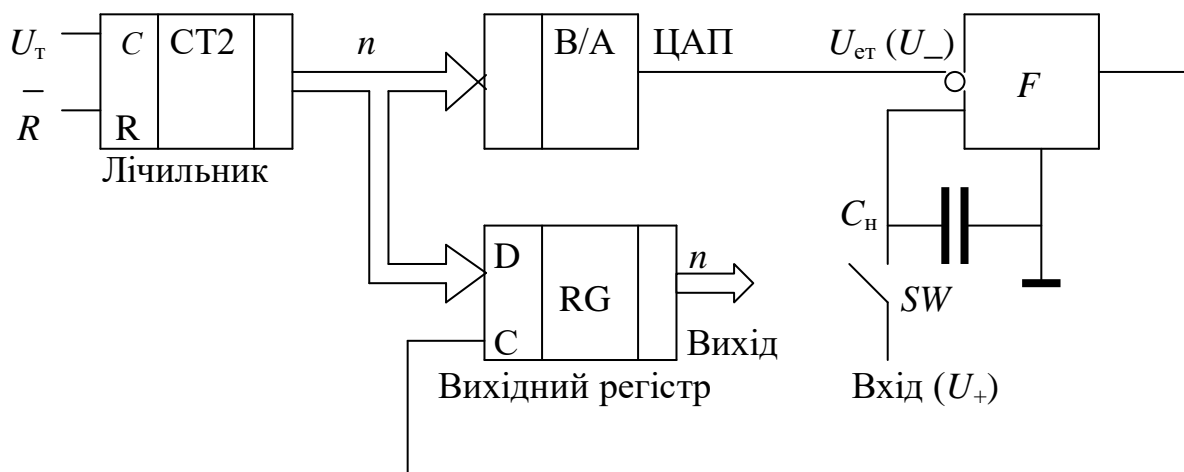 Uт C CT2 n B/A ЦАП Uет (U_) F
R̅ R
Лічильник
Cн
D n
RG SW
C Вихід
Вихідний регістр Вхід (U+)